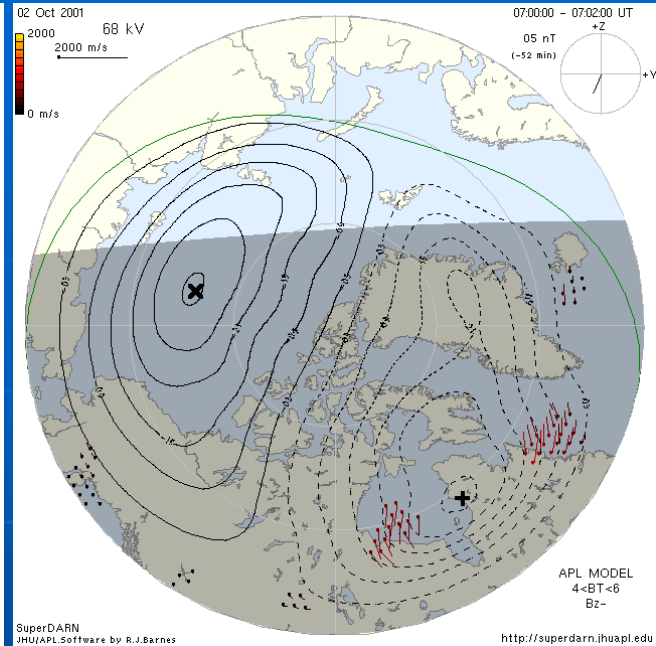 02 Oct 2001
68 kV
07:00:00 - 07:02:00 UT
2000
2000 m/s
0 m/s
05 nT
(-52 min)
+Z
+Y
APL MODEL
4<BT<6
Bz-
SuperDARN
JHU/APL Software by R.J.Barnes
http://superdarn.jhuapl.edu